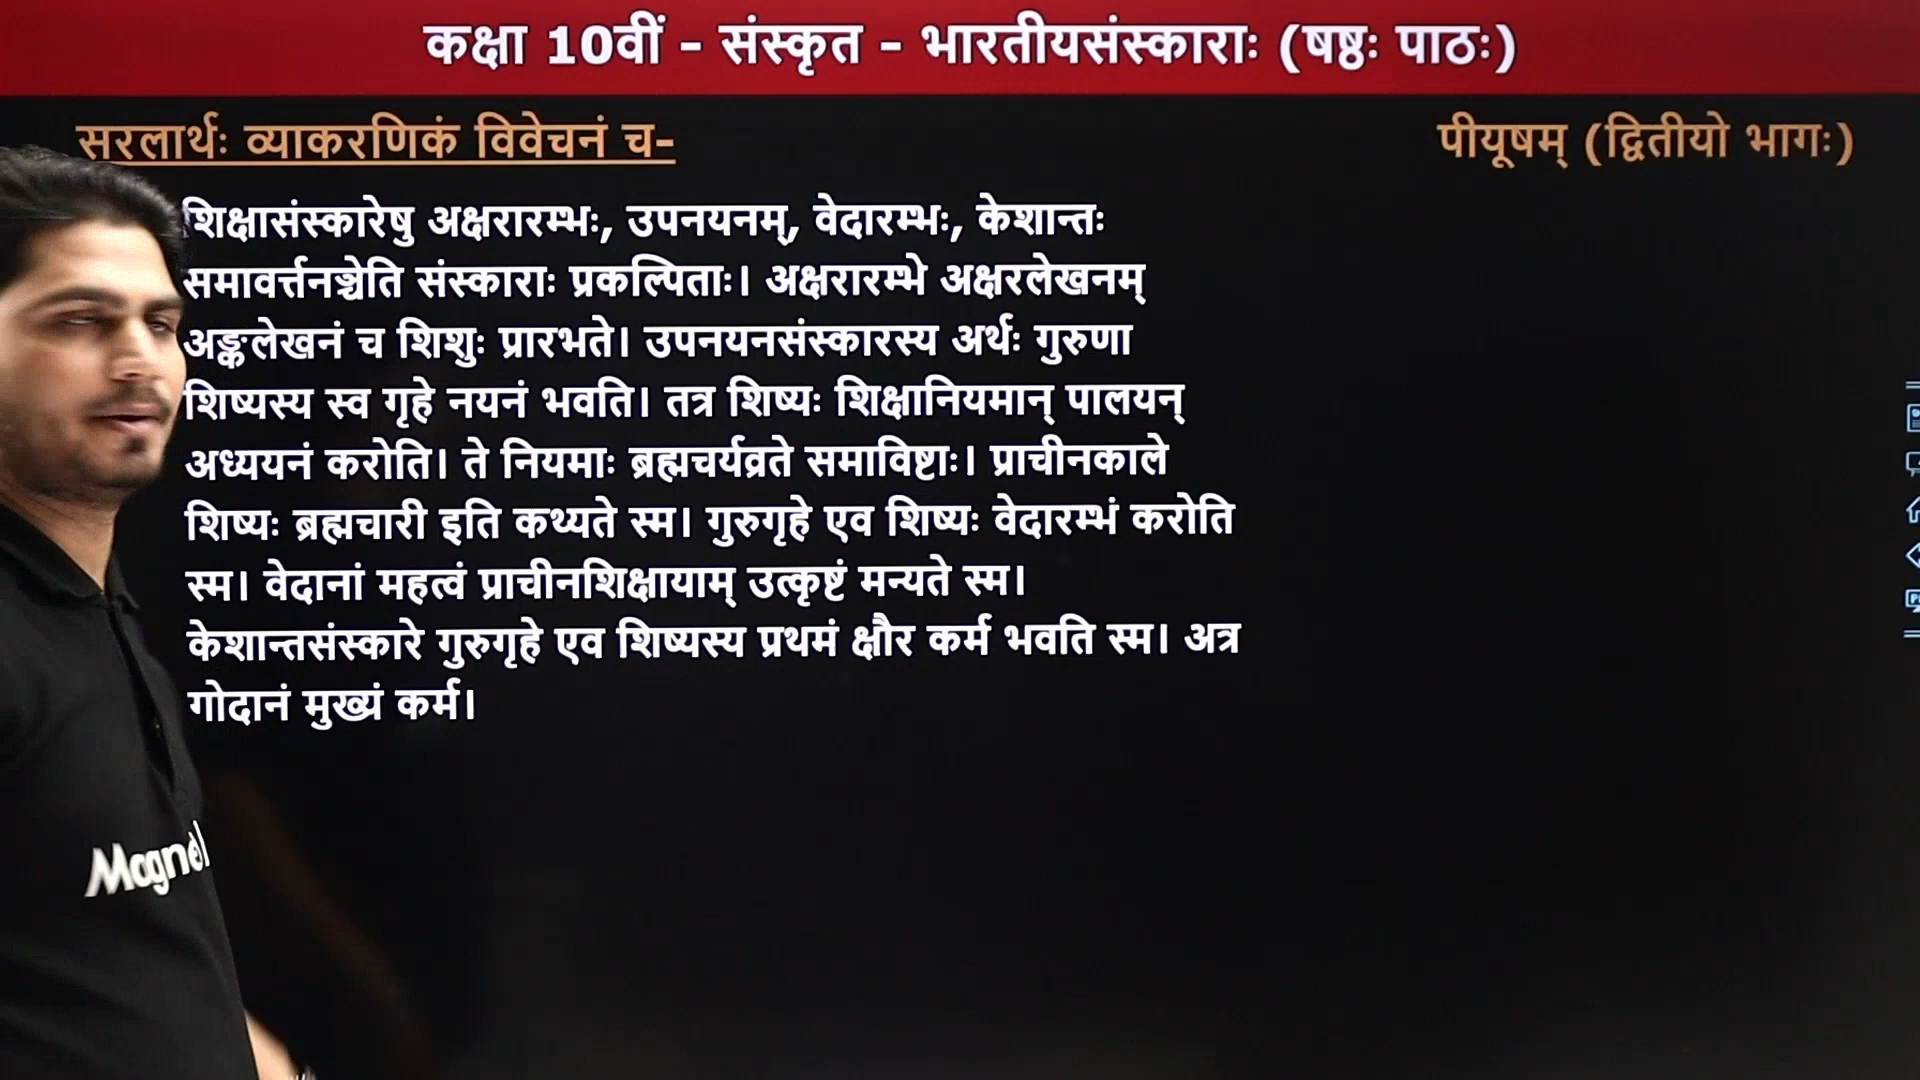 कक्षा 10वीं - संस्कृत - भारतीयसंस्काराः (षष्ठः पाठः)
सरलार्थः व्याकरणिकं विवेचनं च-
पीयूषम् (द्वितीयो भागः)
शिक्षासंस्कारेषु अक्षरारम्भः, उपनयनम्, वेदारम्भः, केशान्तः
समावर्त्तनञ्चेति संस्काराः प्रकल्पिताः। अक्षरारम्भे अक्षरलेखनम्
अङ्कलेखनं च शिशुः प्रारभते। उपनयनसंस्कारस्य अर्थः गुरुणा
शिष्यस्य स्व गृहे नयनं भवति। तत्र शिष्यः शिक्षानियमान् पालयन्
अध्ययनं करोति। ते नियमाः ब्रह्मचर्यव्रते समाविष्टाः। प्राचीनकाले
शिष्यः ब्रह्मचारी इति कथ्यते स्म। गुरुगृहे एव शिष्यः वेदारम्भं करोति
स्म। वेदानां महत्वं प्राचीनशिक्षायाम् उत्कृष्टं मन्यते स्म।
केशान्तसंस्कारे गुरुगृहे एव शिष्यस्य प्रथमं क्षौर कर्म भवति स्म। अत्र
गोदानं मुख्यं कर्म।